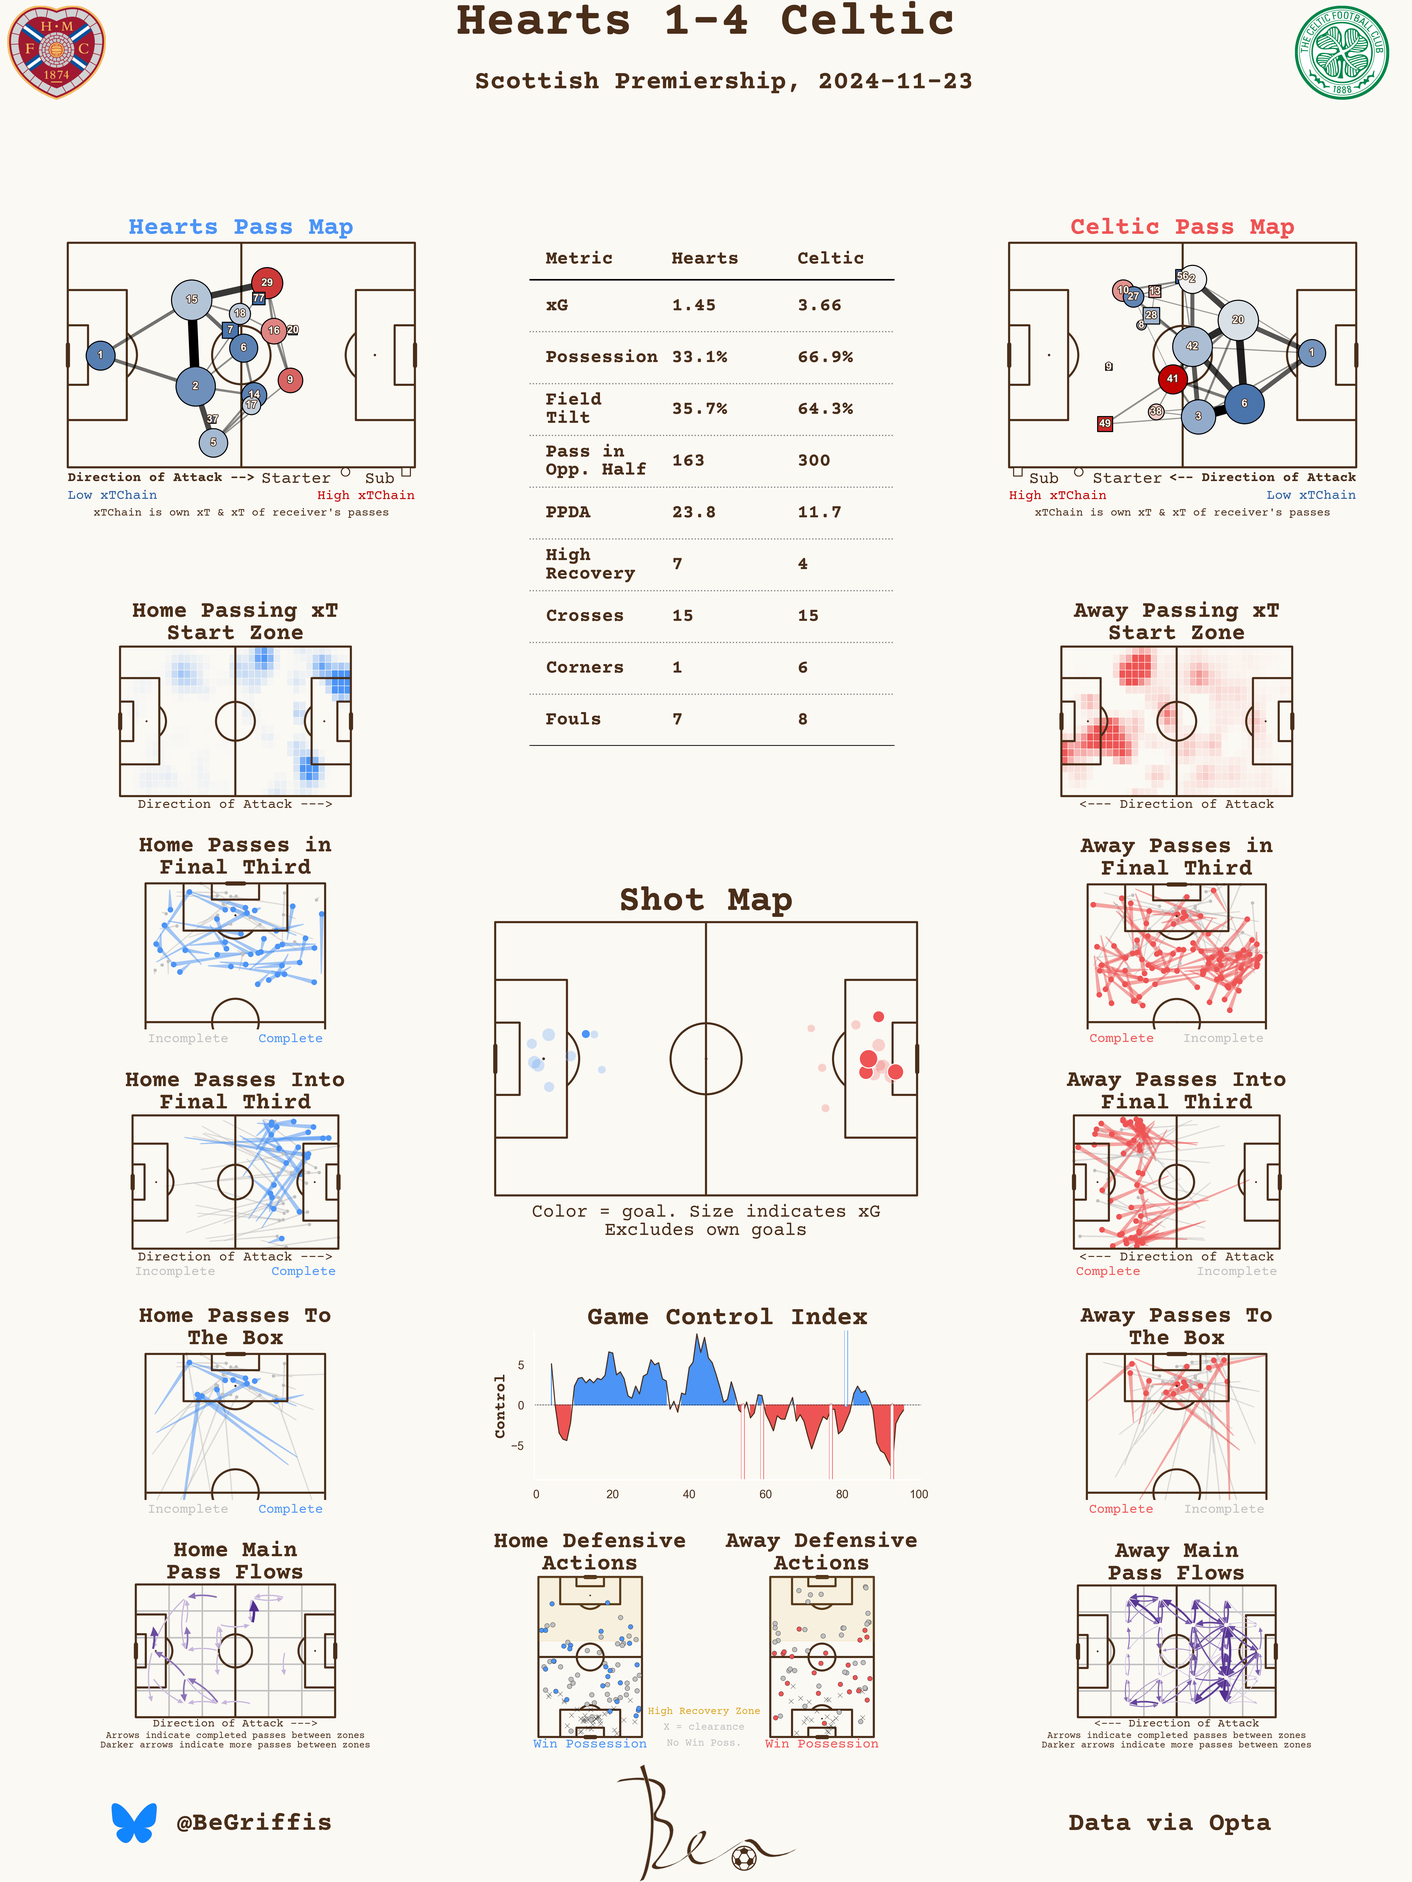 Hearts 1-4 Celtic
Scottish Premiership, 2024-11-23
H·M
F C
1874
THE CELTIC FOOTBALL CLUB
1888
Hearts Pass Map
15
29
77
18
7
16
20
6
1
2
9
14
17
37
5
Direction of Attack --> Starter Sub
Low xTChain High xTChain
xTChain is own xT & xT of receiver's passes
Metric Hearts Celtic
xG 1.45 3.66
Possession 33.1% 66.9%
Field
Tilt 35.7% 64.3%
Pass in
Opp. Half 163 300
PPDA 23.8 11.7
High
Recovery 7 4
Crosses 15 15
Corners 1 6
Fouls 7 8
Celtic Pass Map
56
2
10
27
13
8
28
20
42
1
9
41
6
38
3
49
Sub Starter <-- Direction of Attack
High xTChain Low xTChain
xTChain is own xT & xT of receiver's passes
Home Passing xT
Start Zone
Direction of Attack --->
Away Passing xT
Start Zone
<--- Direction of Attack
Home Passes in
Final Third
Incomplete Complete
Away Passes in
Final Third
Complete Incomplete
Shot Map
Color = goal. Size indicates xG
Excludes own goals
Home Passes Into
Final Third
Direction of Attack --->
Incomplete Complete
Away Passes Into
Final Third
<--- Direction of Attack
Complete Incomplete
Home Passes To
The Box
Incomplete Complete
Game Control Index
Control
5
0
−5
0 20 40 60 80 100
Away Passes To
The Box
Complete Incomplete
Home Main
Pass Flows
Direction of Attack --->
Arrows indicate completed passes between zones
Darker arrows indicate more passes between zones
Home Defensive
Actions
Win Possession
Away Defensive
Actions
Win Possession
High Recovery Zone
X = clearance
No Win Poss.
Away Main
Pass Flows
<--- Direction of Attack
Arrows indicate completed passes between zones
Darker arrows indicate more passes between zones
@BeGriffis
Ben
Data via Opta